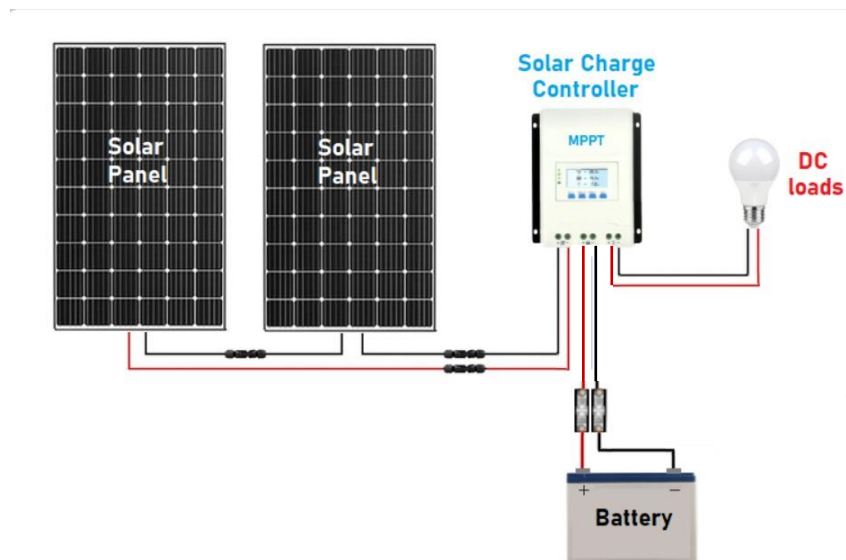 Solar
Panel
Solar
Panel
Solar Charge
Controller
MPPT
DC
loads
+
−
Battery